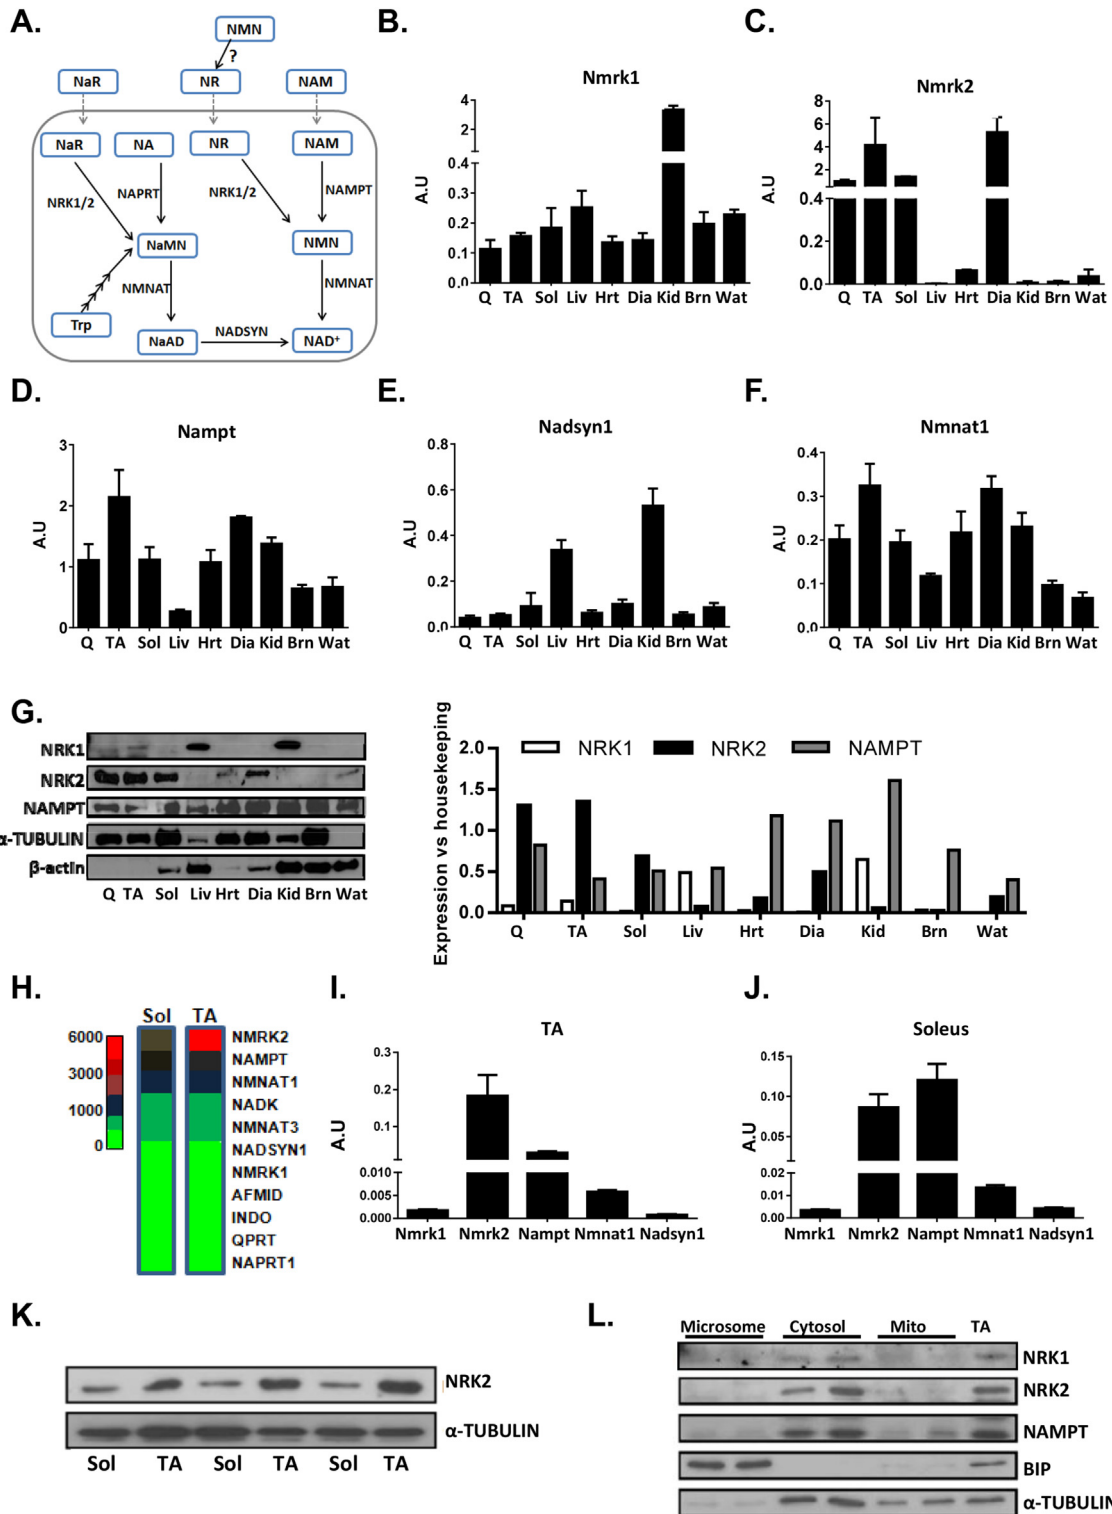 A.
NMN
?
NaR
NR
NAM
NaR
NA
NR
NAM
NRK1/2
NAPRT
NRK1/2
NAMPT
NaMN
NMN
NMNAT
NMNAT
Trp
NaAD
NADSYN
NAD+
B.
Nmrk1
A.U
4
2
0.4
0.3
0.2
0.1
0.0
Q TA Sol Liv Hrt Dia Kid Brn Wat
C.
Nmrk2
A.U
8
6
4
2
0.4
0.2
0.0
Q TA Sol Liv Hrt Dia Kid Brn Wat
D.
Nampt
A.U
3
2
1
0
Q TA Sol Liv Hrt Dia Kid Brn Wat
E.
Nadsyn1
A.U
0.8
0.6
0.4
0.2
0.0
Q TA Sol Liv Hrt Dia Kid Brn Wat
F.
Nmnat1
A.U
0.4
0.3
0.2
0.1
0.0
Q TA Sol Liv Hrt Dia Kid Brn Wat
G.
NRK1
NRK2
NAMPT
α-TUBULIN
β-actin
Q TA Sol Liv Hrt Dia Kid Brn Wat
Expression vs housekeeping
2.0
1.5
1.0
0.5
0.0
NRK1 NRK2 NAMPT
Q TA Sol Liv Hrt Dia Kid Brn Wat
H.
Sol TA
6000
3000
1000
0
NMRK2
NAMPT
NMNAT1
NADK
NMNAT3
NADSYN1
NMRK1
AFMID
INDO
QPRT
NAPRT1
I.
TA
A.U
0.3
0.2
0.1
0.010
0.005
0.000
Nmrk1 Nmrk2 Nampt Nmnat1 Nadsyn1
J.
Soleus
A.U
0.15
0.10
0.05
0.02
0.01
0.00
Nmrk1 Nmrk2 Nampt Nmnat1 Nadsyn1
K.
NRK2
α-TUBULIN
Sol TA Sol TA Sol TA
L.
Microsome Cytosol Mito TA
NRK1
NRK2
NAMPT
BIP
α-TUBULIN